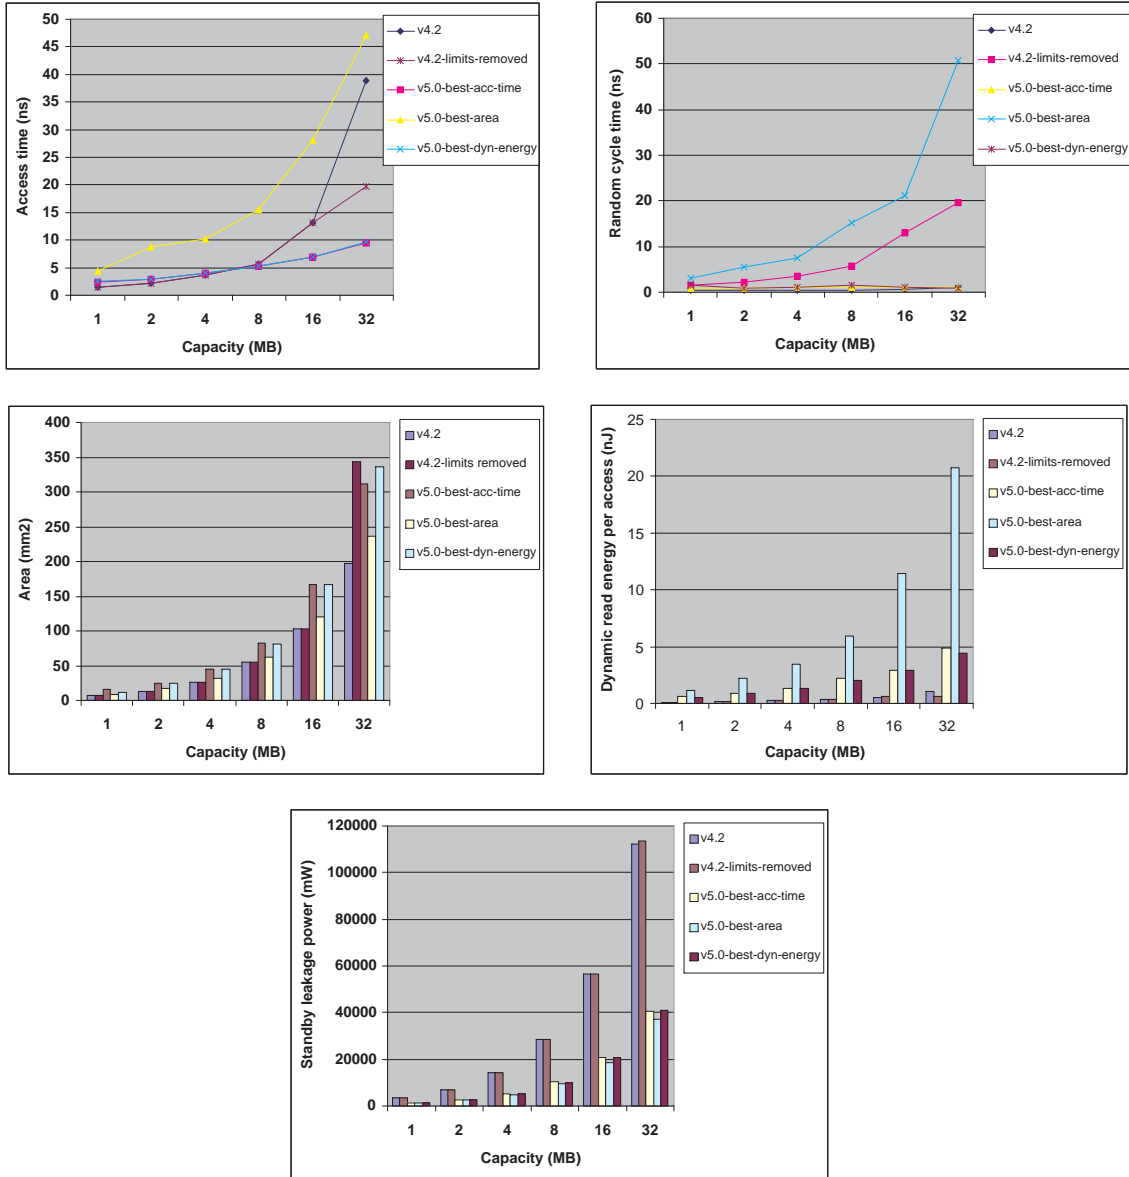 50
45
40
35
30
25
20
15
10
5
0
Access time (ns)
1 2 4 8 16 32
Capacity (MB)
v4.2
v4.2-limits-removed
v5.0-best-acc-time
v5.0-best-area
v5.0-best-dyn-energy
60
50
40
30
20
10
0
Random cycle time (ns)
1 2 4 8 16 32
Capacity (MB)
v4.2
v4.2-limits-removed
v5.0-best-acc-time
v5.0-best-area
v5.0-best-dyn-energy
400
350
300
250
200
150
100
50
0
Area (mm2)
1 2 4 8 16 32
Capacity (MB)
v4.2
v4.2-limits removed
v5.0-best-acc-time
v5.0-best-area
v5.0-best-dyn-energy
25
20
15
10
5
0
Dynamic read energy per access (nJ)
1 2 4 8 16 32
Capacity (MB)
v4.2
v4.2-limits-removed
v5.0-best-acc-time
v5.0-best-area
v5.0-best-dyn-energy
120000
100000
80000
60000
40000
20000
0
Standby leakage power (mW)
1 2 4 8 16 32
Capacity (MB)
v4.2
v4.2-limits-removed
v5.0-best-acc-time
v5.0-best-area
v5.0-best-dyn-energy